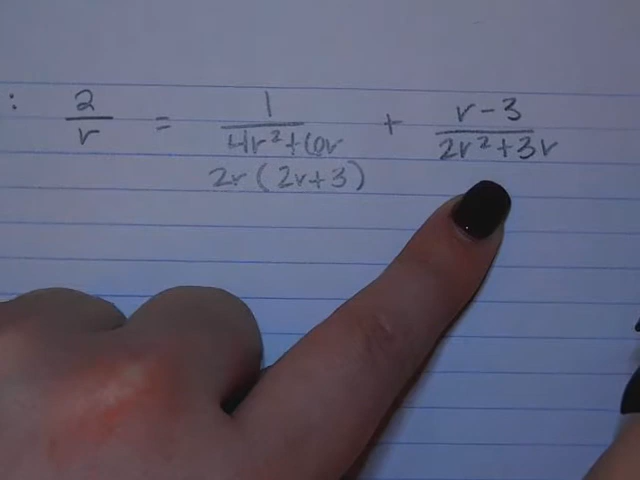 : 2/r = 1/(4r²+6r) + (r-3)/(2r²+3r)
2r(2r+3)